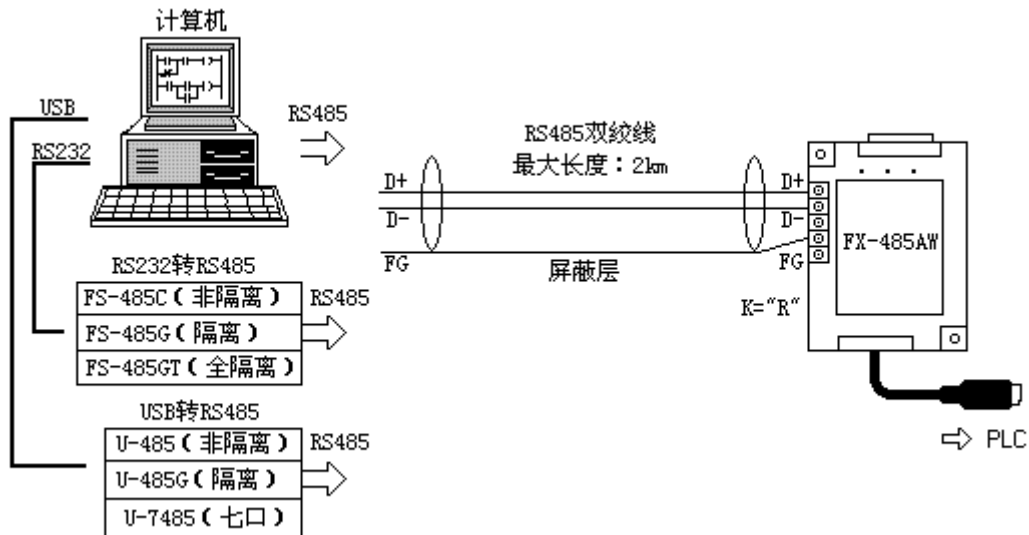 计算机
USB
RS232
RS485
RS485双绞线
最大长度：2km
D+
D-
FG
屏蔽层
D+
D-
FG
K="R"
FX-485AW
PLC
RS232转RS485
FS-485C(非隔离)
FS-485G(隔离)
FS-485GT(全隔离)
RS485
USB转RS485
U-485(非隔离)
U-485G(隔离)
U-7485(七口)
RS485